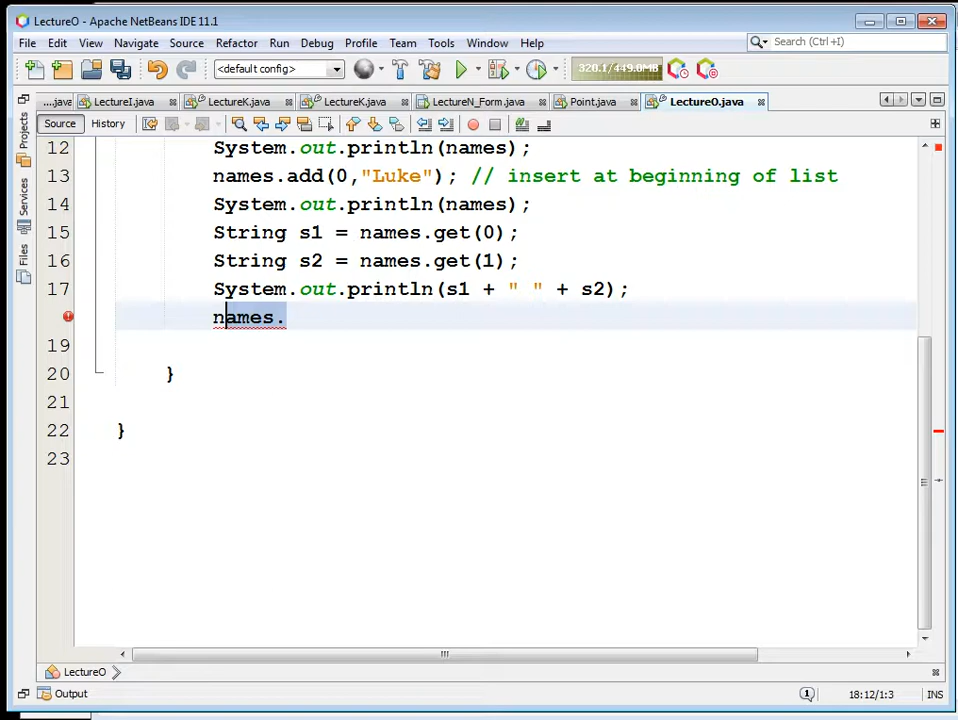 LectureO - Apache NetBeans IDE 11.1
File Edit View Navigate Source Refactor Run Debug Profile Team Tools Window Help
Search (Ctrl+I)
<default config>
320.1/449.0MB
....java LectureI.java LectureK.java LectureK.java LectureN_Form.java Point.java LectureO.java
Source History
Projects
Services
Files
12 System.out.println(names);
13 names.add(0,"Luke"); // insert at beginning of list
14 System.out.println(names);
15 String s1 = names.get(0);
16 String s2 = names.get(1);
17 System.out.println(s1 + " " + s2);
names.
19
20 }
21
22 }
23
LectureO
Output
1
18:12/1:3
INS